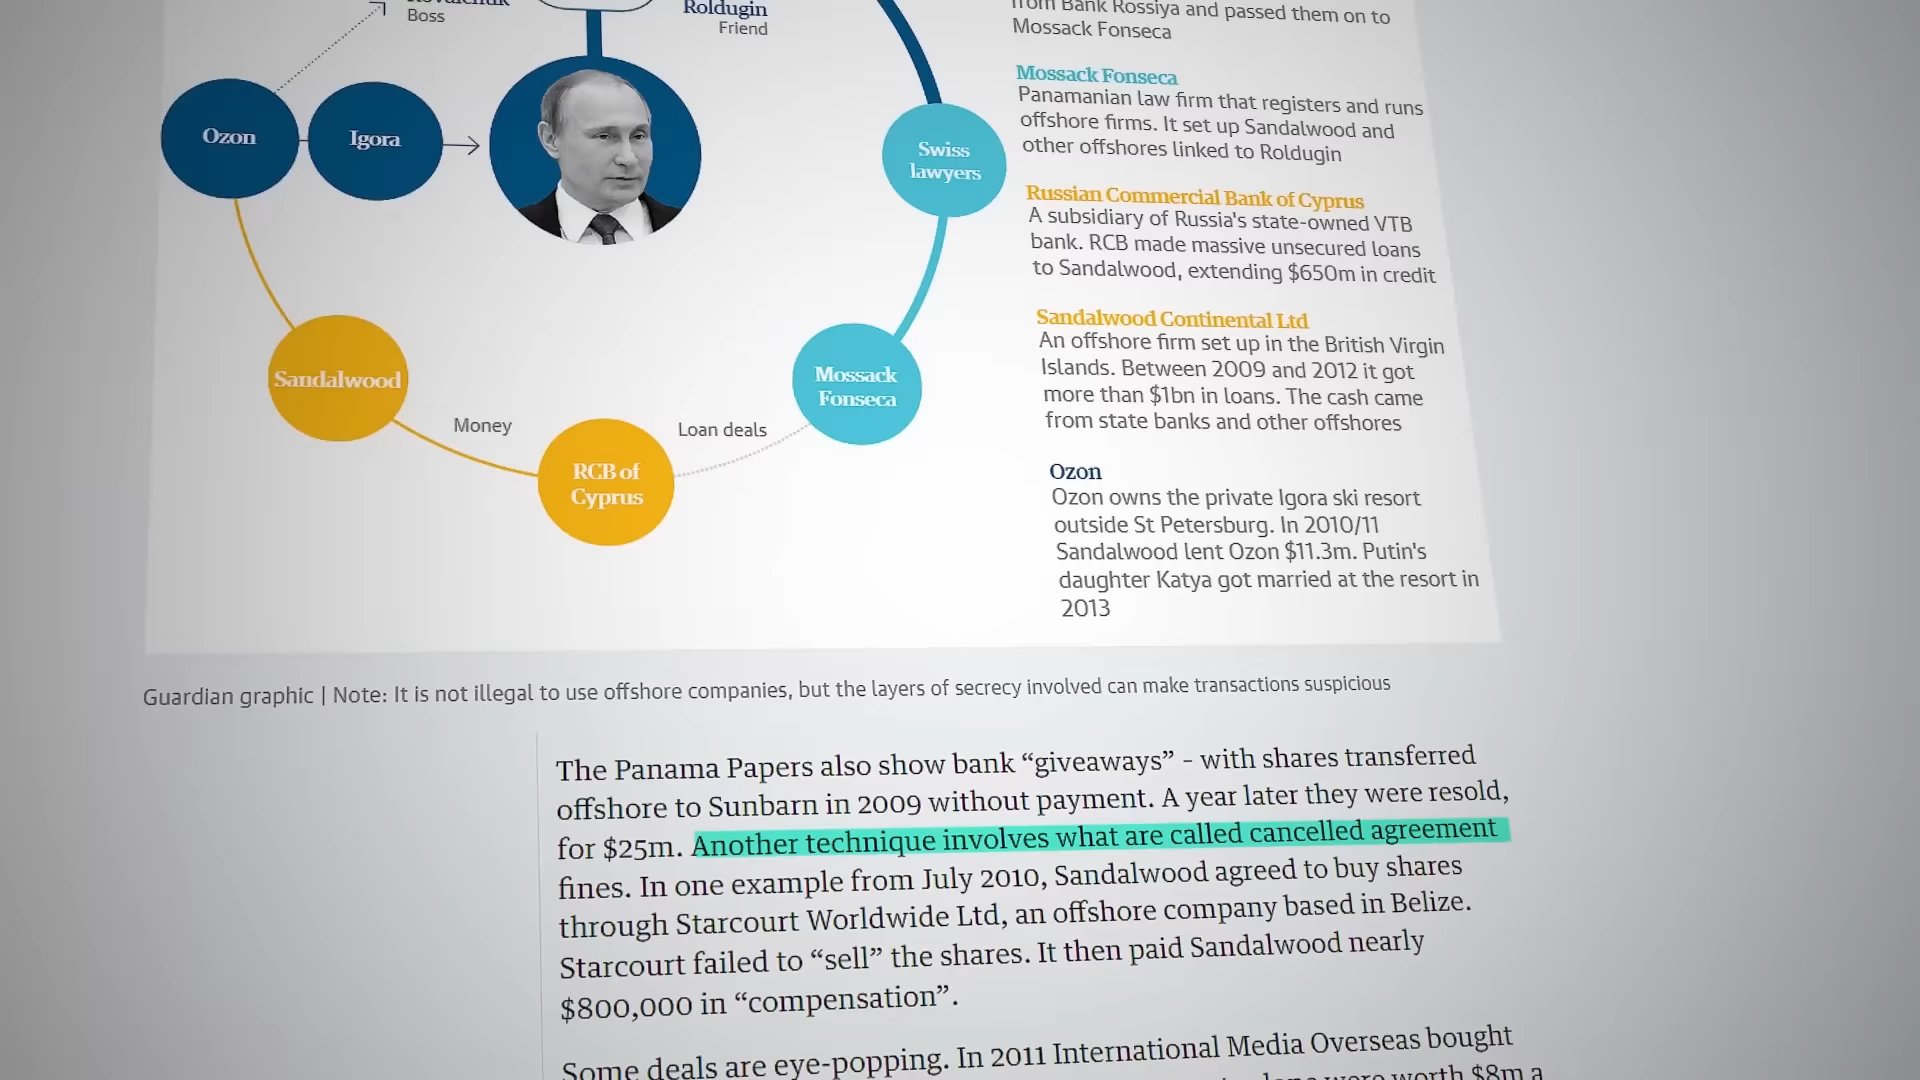 Boss
Roldugin
Friend
Ozon
Igora
Swiss
lawyers
Sandalwood
Money
RCB of
Cyprus
Loan deals
Mossack
Fonseca
from Bank Rossiya and passed them on to
Mossack Fonseca
Mossack Fonseca
Panamanian law firm that registers and runs
offshore firms. It set up Sandalwood and
other offshores linked to Roldugin
Russian Commercial Bank of Cyprus
A subsidiary of Russia's state-owned VTB
bank. RCB made massive unsecured loans
to Sandalwood, extending $650m in credit
Sandalwood Continental Ltd
An offshore firm set up in the British Virgin
Islands. Between 2009 and 2012 it got
more than $1bn in loans. The cash came
from state banks and other offshores
Ozon
Ozon owns the private Igora ski resort
outside St Petersburg. In 2010/11
Sandalwood lent Ozon $11.3m. Putin's
daughter Katya got married at the resort in
2013
Guardian graphic | Note: It is not illegal to use offshore companies, but the layers of secrecy involved can make transactions suspicious
The Panama Papers also show bank “giveaways” - with shares transferred
offshore to Sunbarn in 2009 without payment. A year later they were resold,
for $25m. Another technique involves what are called cancelled agreement
fines. In one example from July 2010, Sandalwood agreed to buy shares
through Starcourt Worldwide Ltd, an offshore company based in Belize.
Starcourt failed to “sell” the shares. It then paid Sandalwood nearly
$800,000 in “compensation”.
Some deals are eye-popping. In 2011 International Media Overseas bought
were worth $8m a